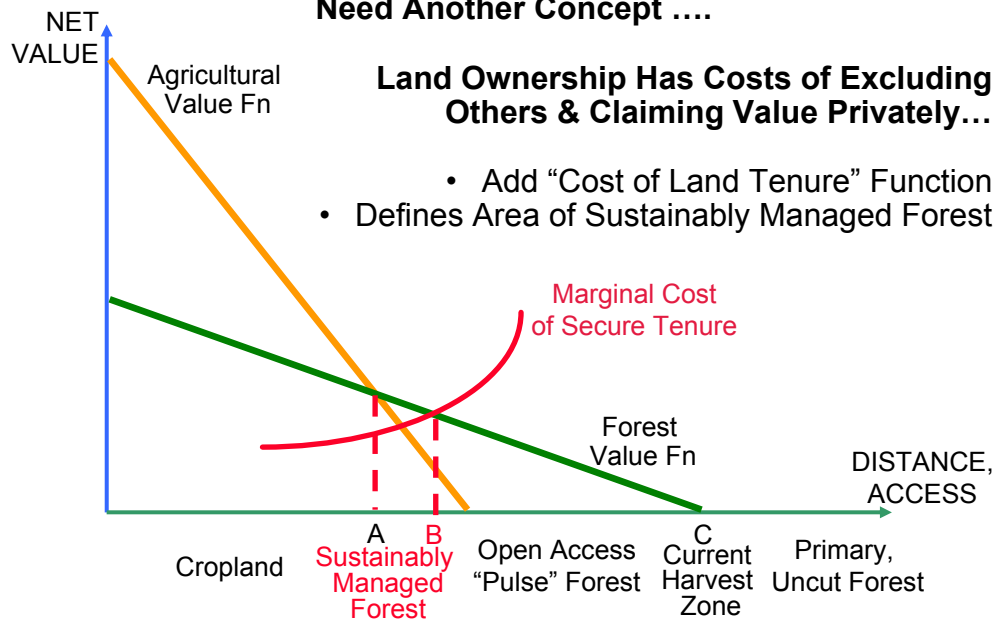 Need Another Concept ....
NET
VALUE
Agricultural
Value Fn
Land Ownership Has Costs of Excluding
Others & Claiming Value Privately…
• Add “Cost of Land Tenure” Function
• Defines Area of Sustainably Managed Forest
Marginal Cost
of Secure Tenure
Forest
Value Fn
DISTANCE,
ACCESS
A
B
C
Cropland
Sustainably
Managed
Forest
Open Access
“Pulse” Forest
Current
Harvest
Zone
Primary,
Uncut Forest